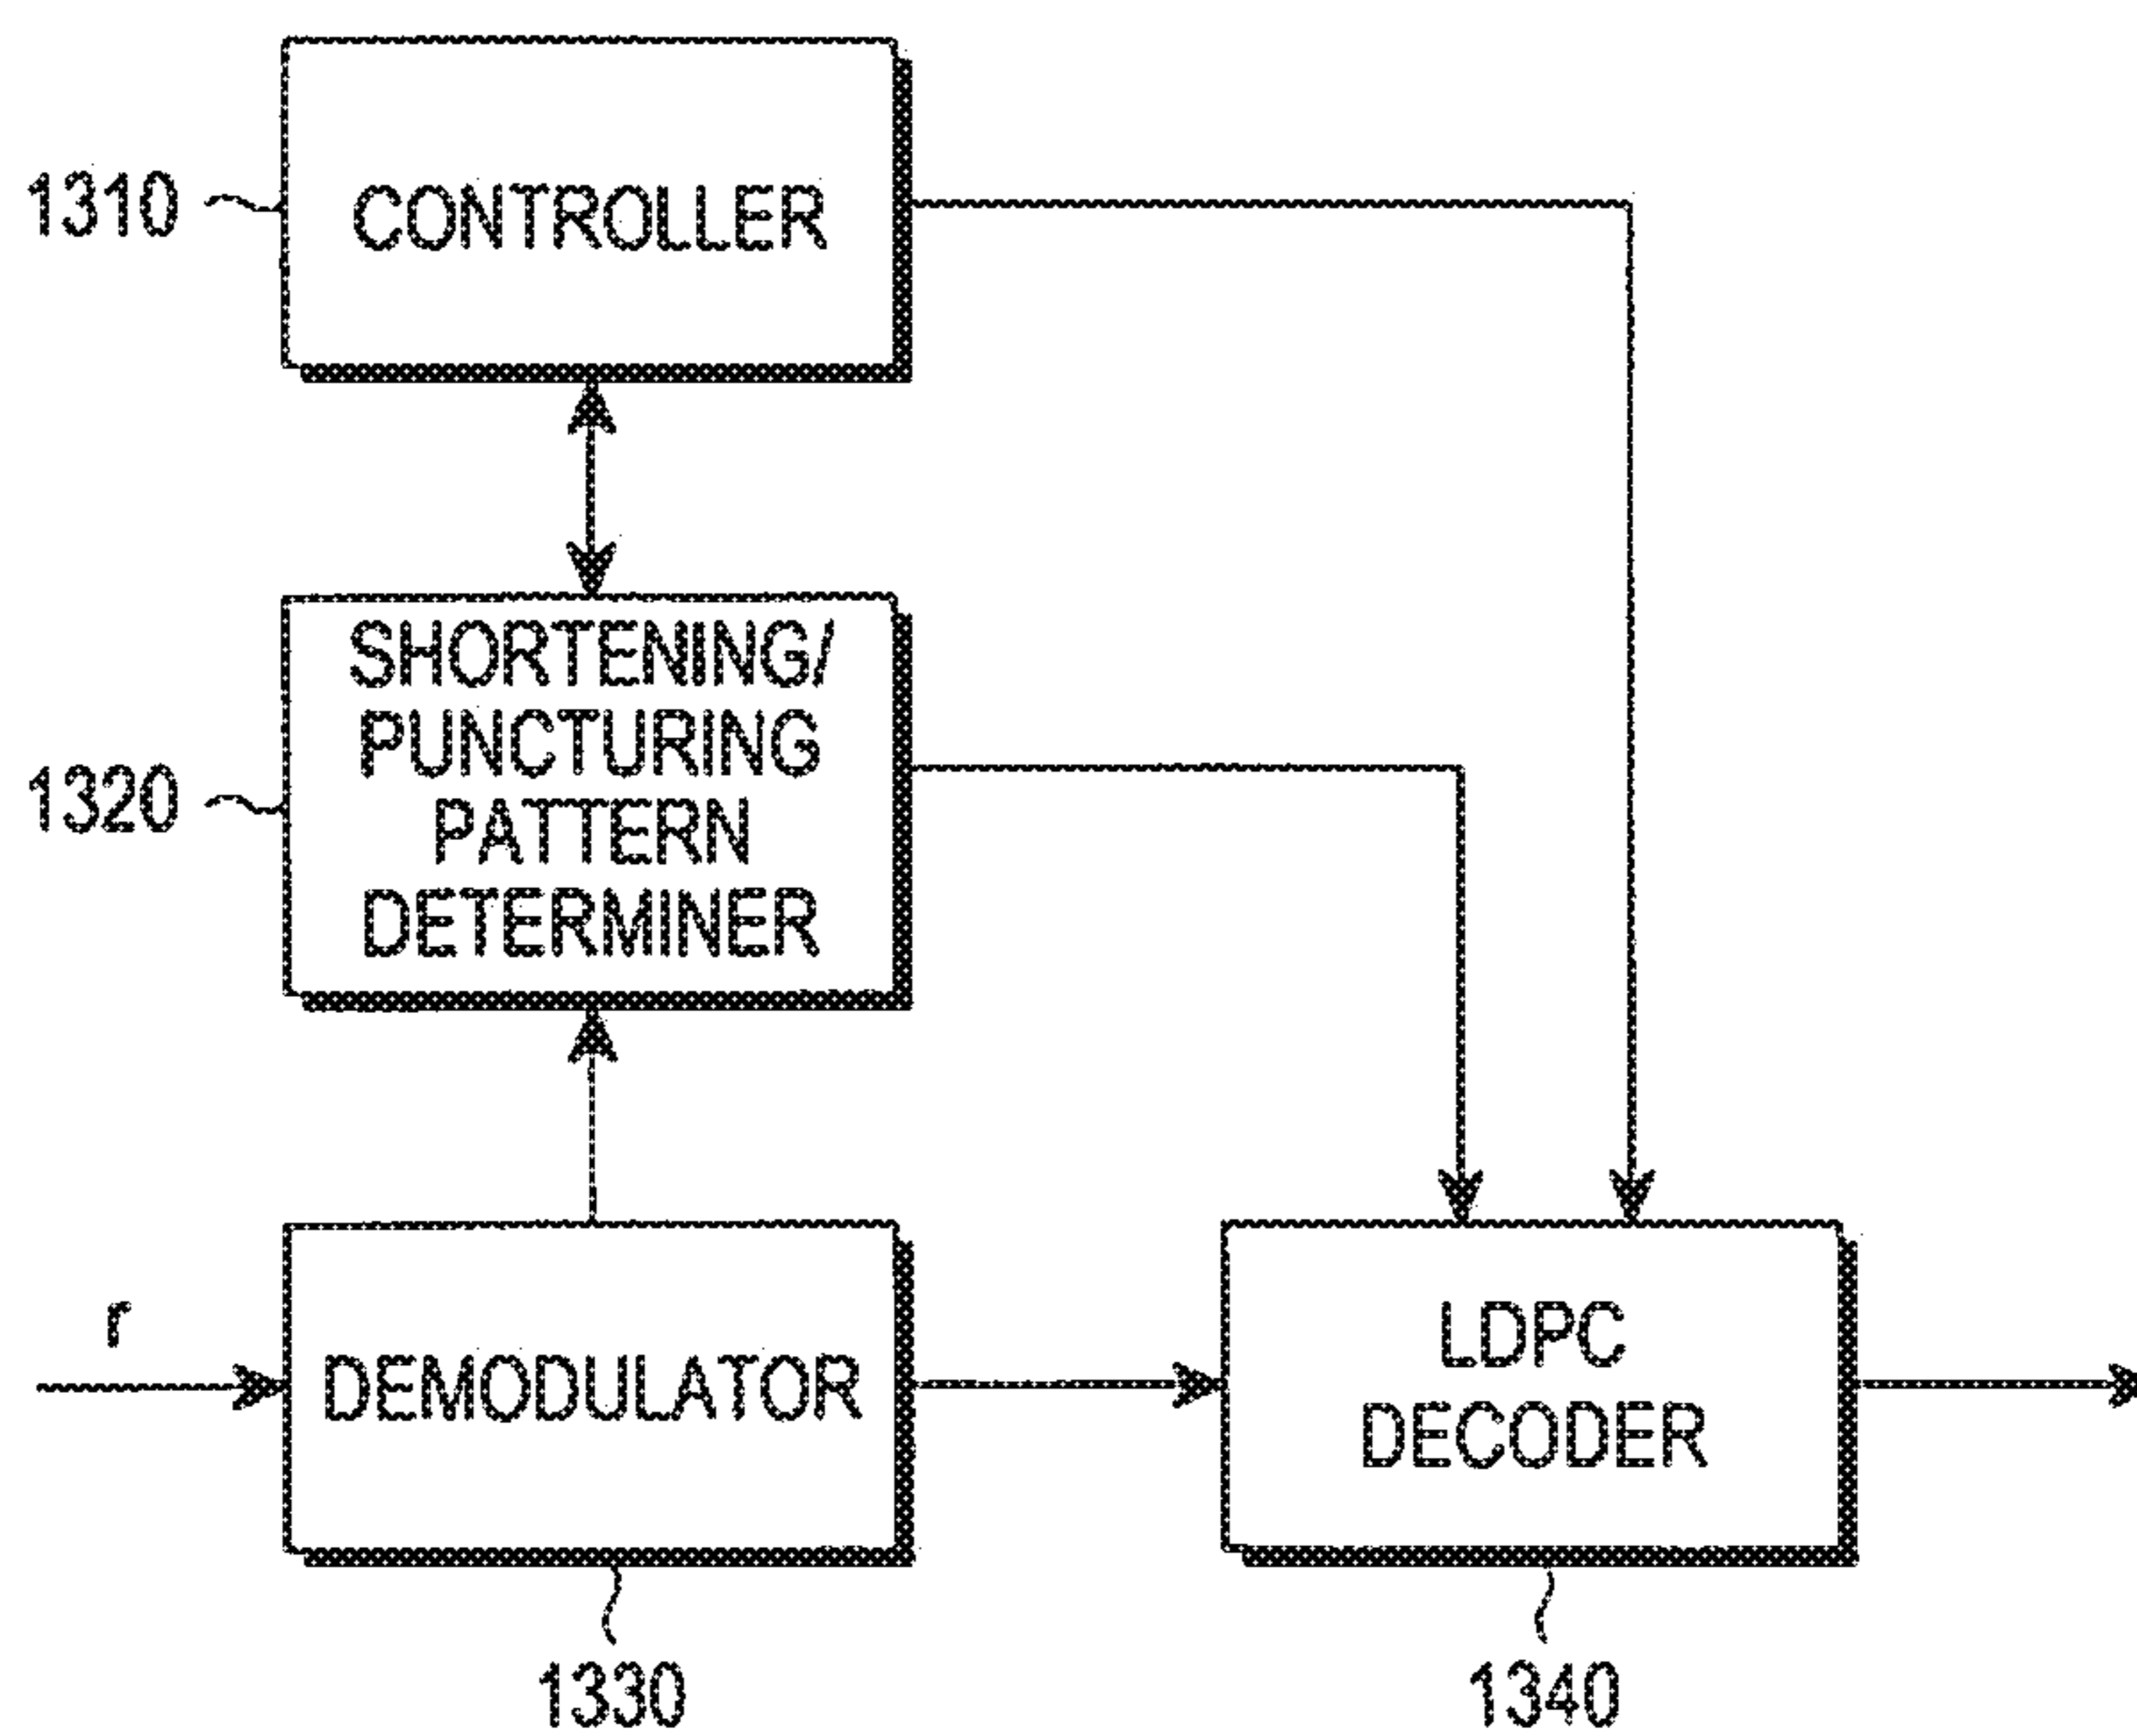 1310
CONTROLLER
1320
SHORTENING/
PUNCTURING
PATTERN
DETERMINER
r
DEMODULATOR
LDPC
DECODER
1330
1340